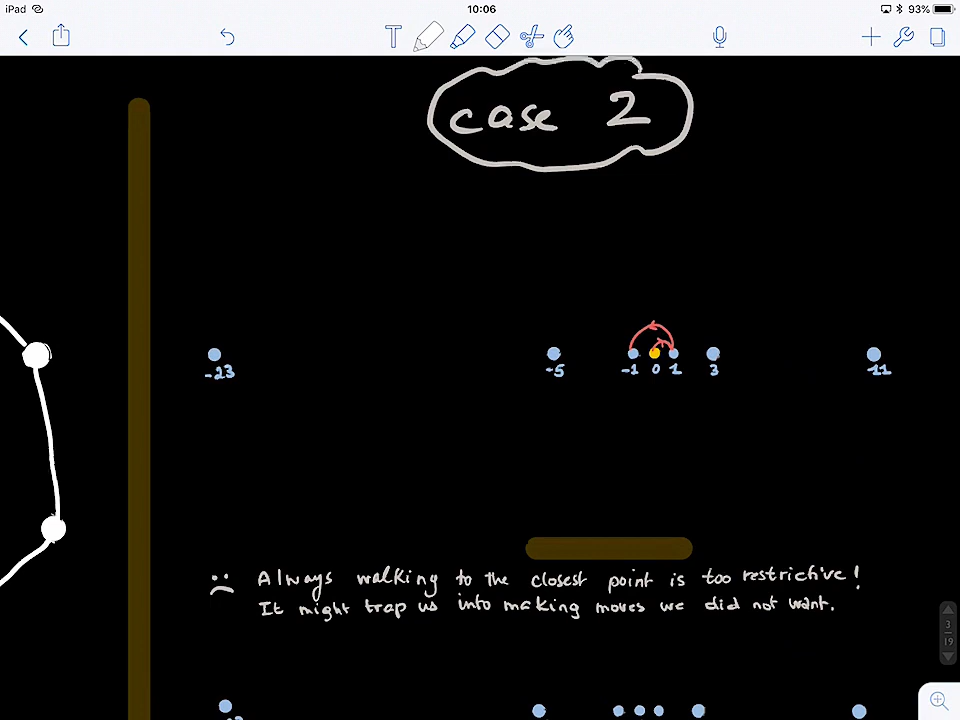 iPad 10:06 93%
T
case 2
-23 -5 -1 0 1 3 -11
Always walking to the closest point is too restrictive!
It might trap us into making moves we did not want.
3
19